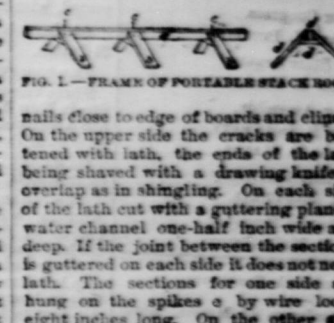 FIG. 1.—FRAME OF PORTABLE STACK
nails close to edge of boards and
On the upper side the cracks are
tened with lath, the ends of the
being shaved with a drawing
overlap as in shingling. On each
of the lath cut with a guttering
water channel one-half inch wide
deep. If the joint between the
is guttered on each side it does not
lath. The sections for one side
hung on the spikes e by wire
eight inches long. On the other